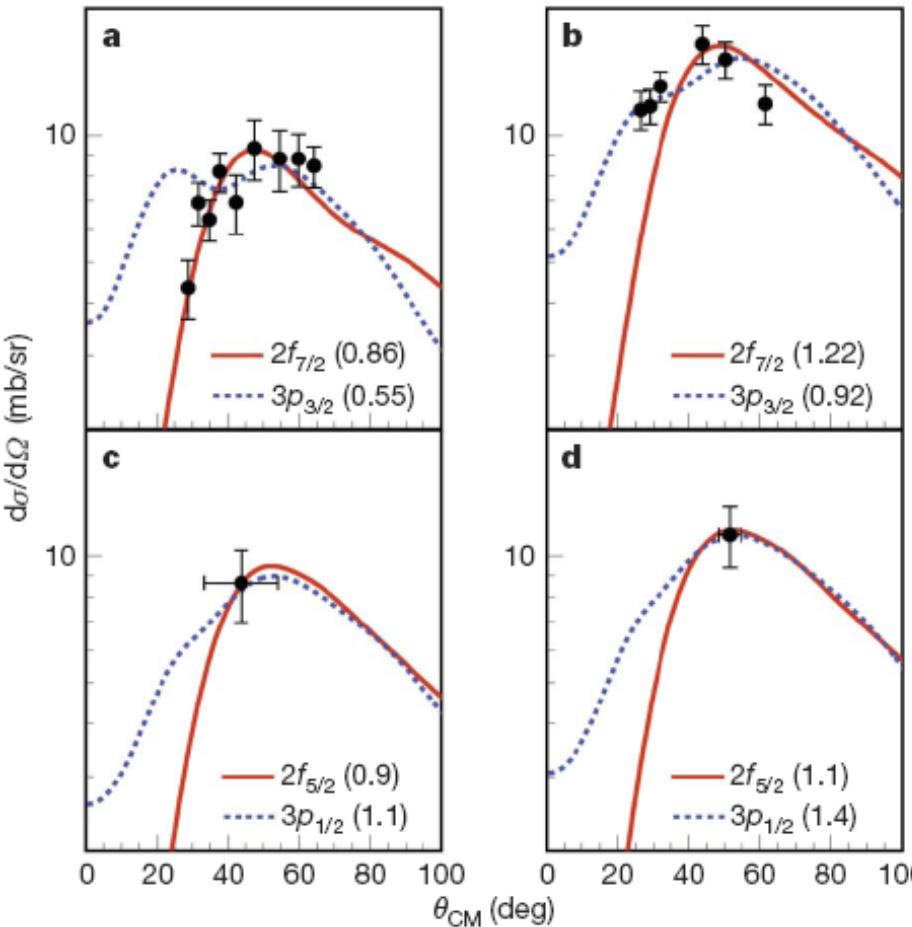 a
b
10
10
2f7/2 (0.86)
3p3/2 (0.55)
2f7/2 (1.22)
3p3/2 (0.92)
dσ/dΩ (mb/sr)
c
d
10
10
2f5/2 (0.9)
3p1/2 (1.1)
2f5/2 (1.1)
3p1/2 (1.4)
0 20 40 60 80 100 0 20 40 60 80 100
θCM (deg)